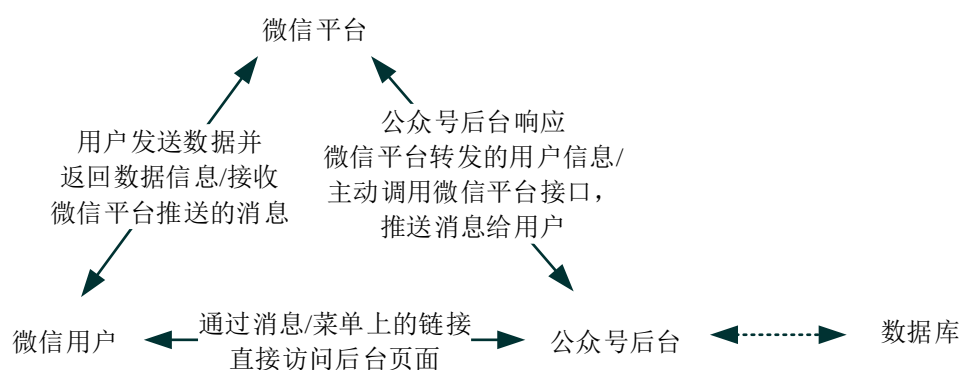 微信平台
用户发送数据并
返回数据信息/接收
微信平台推送的消息
公众号后台响应
微信平台转发的用户信息/
主动调用微信平台接口，
推送消息给用户
微信用户
通过消息/菜单上的链接
直接访问后台页面
公众号后台
数据库